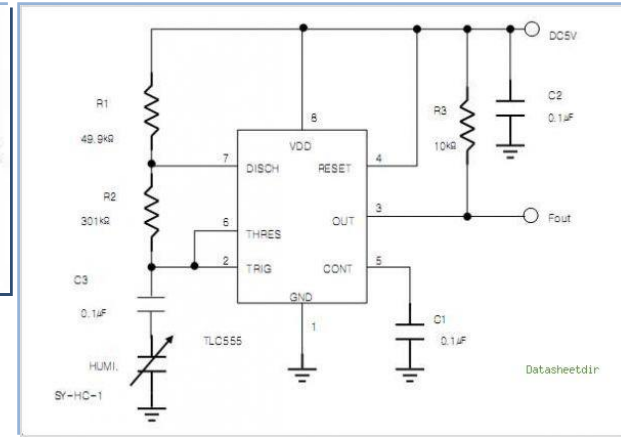 DC5V
R1
49.9kΩ
8
VDD
R3
10kΩ
C2
0.1μF
7
DISCH
RESET
4
R2
301kΩ
6
THRES
OUT
3
Fout
2
TRIG
CONT
5
C3
0.1μF
GND
1
TLC555
C1
0.1μF
HUMI.
SY-HC-1
Datasheetdir